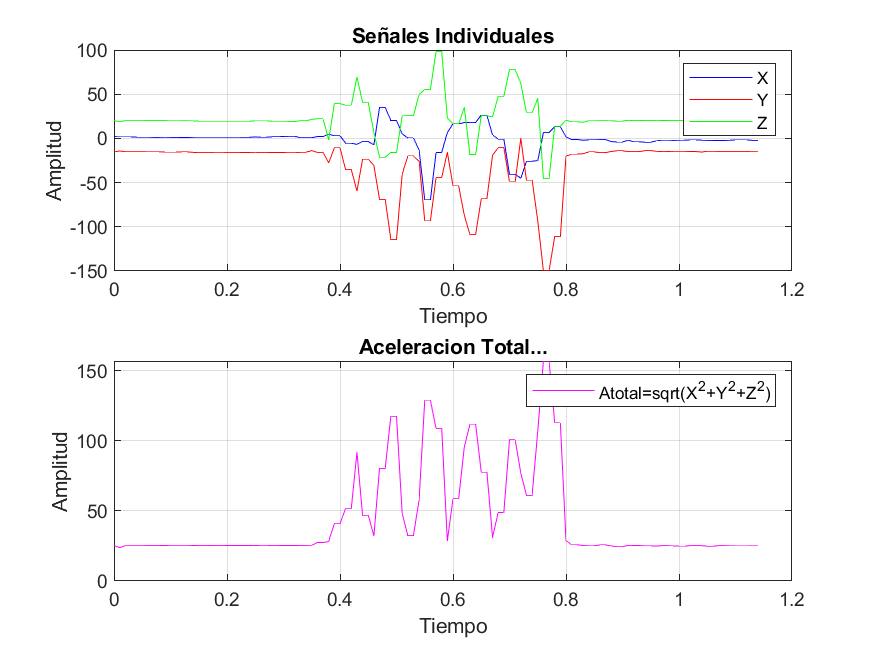 Señales Individuales
100
50
0
-50
-100
-150
Amplitud
X
Y
Z
0 0.2 0.4 0.6 0.8 1 1.2
Tiempo
Aceleracion Total...
150
100
50
0
Amplitud
Atotal=sqrt(X²+Y²+Z²)
0 0.2 0.4 0.6 0.8 1 1.2
Tiempo